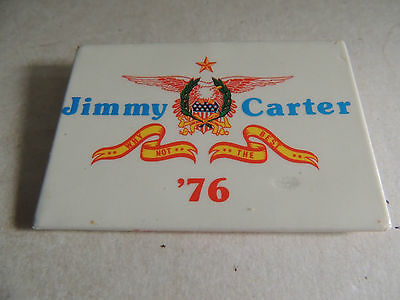 Jimmy Carter
WHY NOT THE BEST
'76